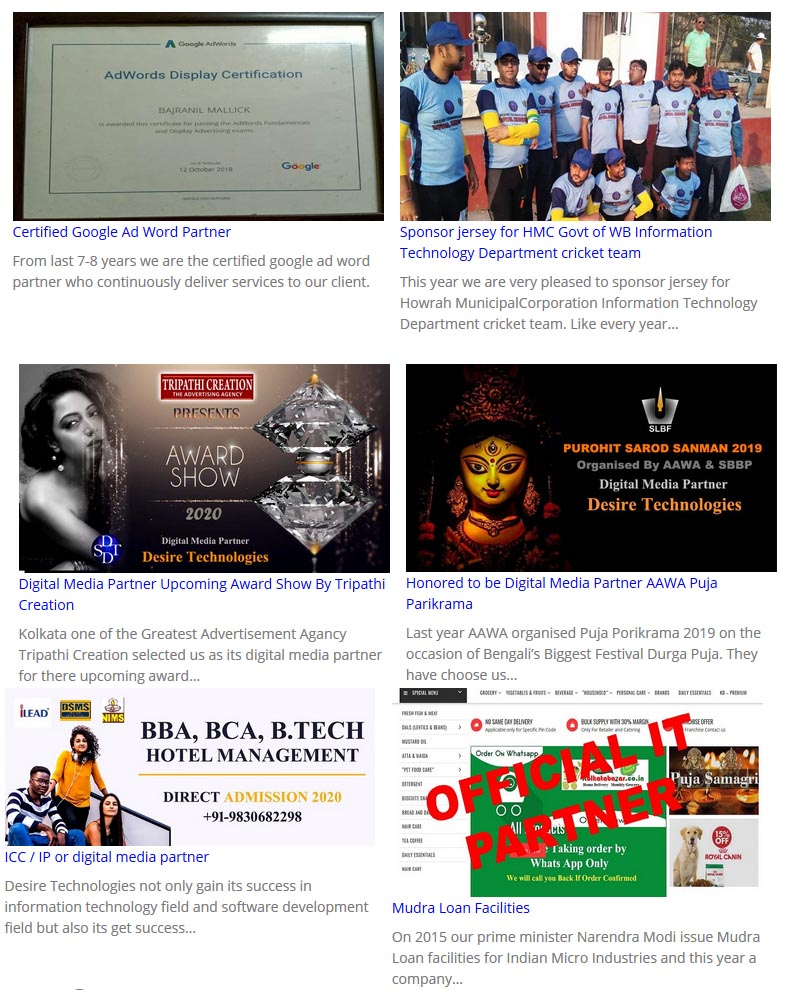 Google AdWords
AdWords Display Certification
BAJRANIL MALLICK
is awarded this certificate for passing the AdWords Fundamentals
and Display Advertising exams.
12 October 2018
Google
Certified Google Ad Word Partner
From last 7-8 years we are the certified google ad word
partner who continuously deliver services to our client.
Sponsor jersey for HMC Govt of WB Information
Technology Department cricket team
This year we are very pleased to sponsor jersey for
Howrah MunicipalCorporation Information Technology
Department cricket team. Like every year...
TRIPATHI CREATION
THE ADVERTISING AGENCY
PRESENTS
AWARD
SHOW
2020
Digital Media Partner
Desire Technologies
Digital Media Partner Upcoming Award Show By Tripathi
Creation
Kolkata one of the Greatest Advertisement Agancy
Tripathi Creation selected us as its digital media partner
for there upcoming award...
SLBF
PUROHIT SAROD SANMAN 2019
Organised By AAWA & SBBP
Digital Media Partner
Desire Technologies
Honored to be Digital Media Partner AAWA Puja
Parikrama
Last year AAWA organised Puja Porikrama 2019 on the
occasion of Bengali's Biggest Festival Durga Puja. They
have choose us...
iLEAD
DSMS
NIMS
BBA, BCA, B.TECH
HOTEL MANAGEMENT
DIRECT ADMISSION 2020
+91-9830682298
ICC / IP or digital media partner
Desire Technologies not only gain its success in
information technology field and software development
field but also its get success...
SPECIAL MENU
GROCERY
VEGETABLES & FRUITS
BEVERAGE
"HOUSEHOLD"
PERSONAL CARE
BRANDS
DAILY ESSENTIALS
KB - PREMIUM
FRESH FISH & MEAT
DALS (LENTILS & BEANS)
MUSTARD OIL
ATTA & MAIDA
"PET FOOD CARE"
DETERGENT
BISCUITS
BREAD AND
HAIR CARE
TEA COFFEE
DAILY ESSENTIALS
HAIR CARE
NO SAME DAY DELIVERY
Applicable only for Specific Pin Code
BULK SUPPLY WITH 30% MARGIN
Only For Retailer and Catering
OFFER
Franchise Contact us
Order On Whatsapp
kolkatabazar.co.in
Home Delivery Monthly Grocery
All Products
Taking order by
Whats App Only
We will call you Back If Order Confirmed
OFFICIAL IT
PARTNER
Puja Samagri
15%
OFF
ROYAL CANIN
Mudra Loan Facilities
On 2015 our prime minister Narendra Modi issue Mudra
Loan facilities for Indian Micro Industries and this year a
company...